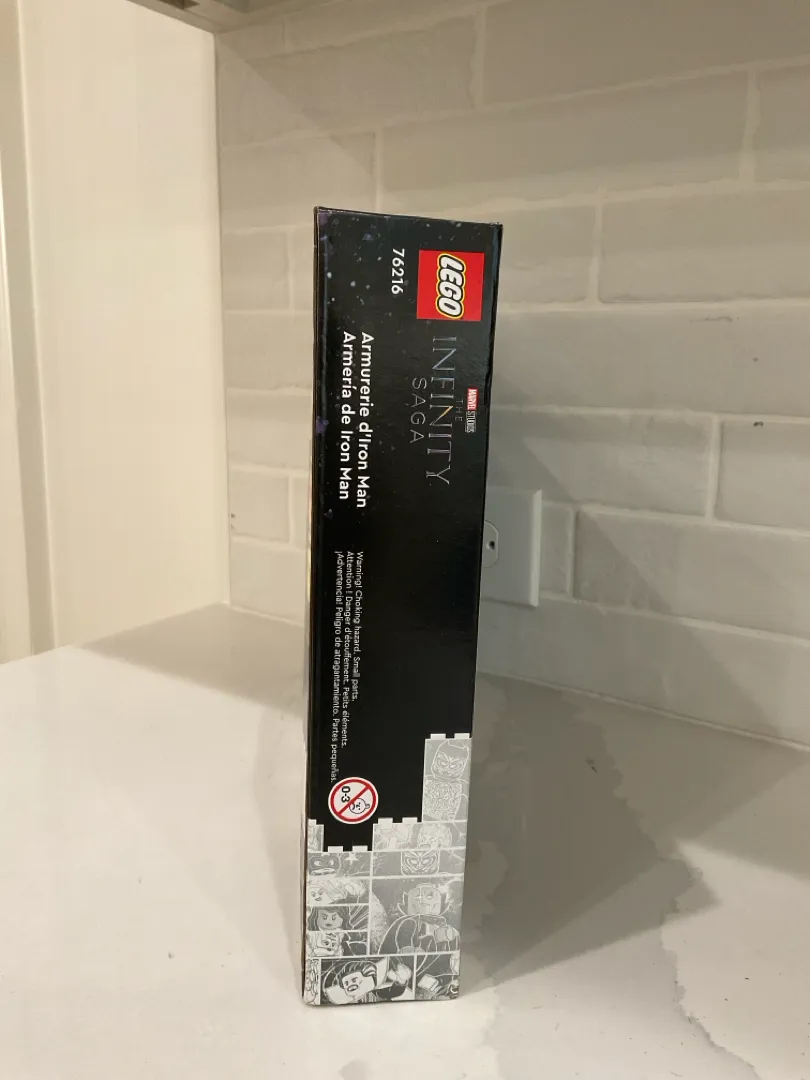 LEGO
76216
MARVEL STUDIOS
THE
INFINITY
SAGA
Armurerie d'Iron Man
Armería de Iron Man
Warning! Choking hazard. Small parts.
Attention ! Danger d'étouffement. Petits éléments.
¡Advertencia! Peligro de atragantamiento. Partes pequeñas.
0-3